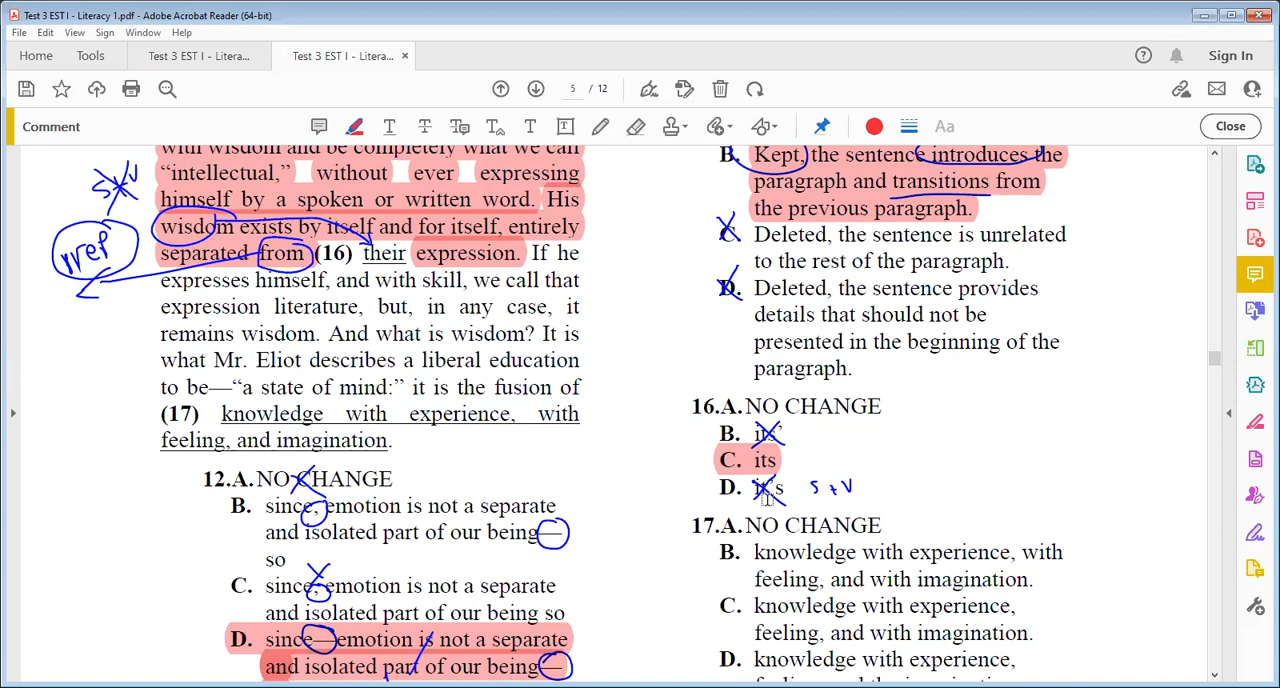 Test 3 EST I - Literacy 1.pdf - Adobe Acrobat Reader (64-bit)
File Edit View Sign Window Help
Home Tools Test 3 EST I - Litera... Test 3 EST I - Litera... × Sign In
5 / 12
Comment Close
with wisdom and be completely what we call
“intellectual,” without ever expressing
himself by a spoken or written word. His
wisdom exists by itself and for itself, entirely
separated from (16) their expression. If he
expresses himself, and with skill, we call that
expression literature, but, in any case, it
remains wisdom. And what is wisdom? It is
what Mr. Eliot describes a liberal education
to be—“a state of mind:” it is the fusion of
(17) knowledge with experience, with
feeling, and imagination.
12.A. NO CHANGE
B. since, emotion is not a separate
and isolated part of our being—
so
C. since, emotion is not a separate
and isolated part of our being so
D. since—emotion is not a separate
and isolated part of our being—
B. Kept, the sentence introduces the
paragraph and transitions from
the previous paragraph.
C. Deleted, the sentence is unrelated
to the rest of the paragraph.
D. Deleted, the sentence provides
details that should not be
presented in the beginning of the
paragraph.
16.A. NO CHANGE
B. its’
C. its
D. it’s S + V
17.A. NO CHANGE
B. knowledge with experience, with
feeling, and with imagination.
C. knowledge with experience,
feeling, and with imagination.
D. knowledge with experience,